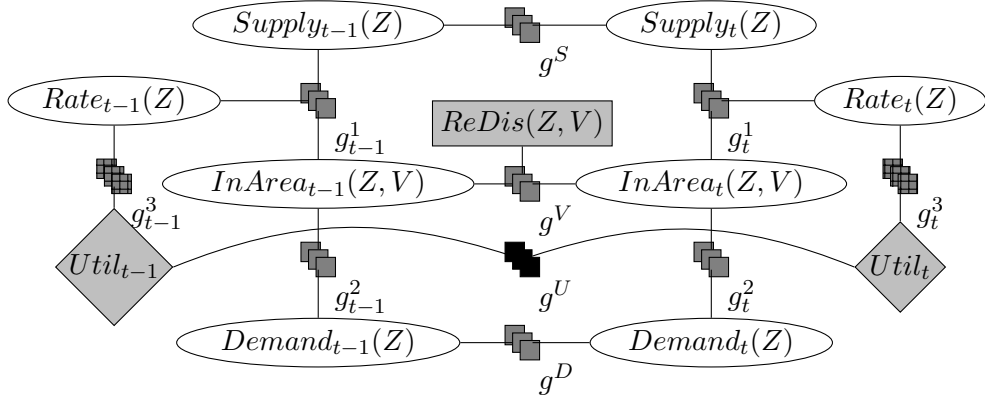 Supply_{t-1}(Z) Supply_t(Z)
g^S
Rate_{t-1}(Z) Rate_t(Z)
ReDis(Z, V)
g^1_{t-1} g^1_t
InArea_{t-1}(Z, V) InArea_t(Z, V)
g^3_{t-1} g^V g^3_t
Util_{t-1} Util_t
g^2_{t-1} g^U g^2_t
Demand_{t-1}(Z) Demand_t(Z)
g^D